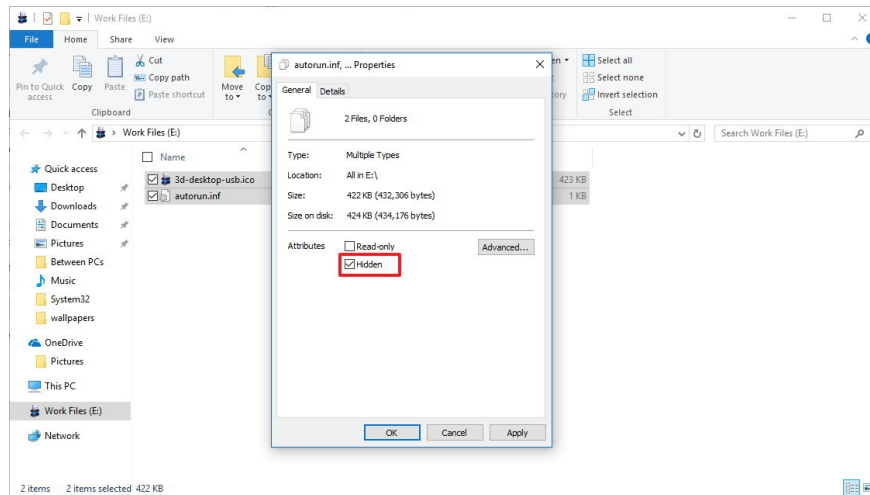 Work Files (E:)
File Home Share View
Pin to Quick access
Copy
Paste
Cut
Copy path
Paste shortcut
Clipboard
Move to
Select all
Select none
Invert selection
Select
Work Files (E:)
Search Work Files (E:)
Quick access
Desktop
Downloads
Documents
Pictures
Between PCs
Music
System32
wallpapers
OneDrive
Pictures
This PC
Work Files (E:)
Network
Name
3d-desktop-usb.ico 423 KB
autorun.inf 1 KB
autorun.inf, ... Properties
General Details
2 Files, 0 Folders
Type: Multiple Types
Location: All in E:\
Size: 422 KB (432,306 bytes)
Size on disk: 424 KB (434,176 bytes)
Attributes Read-only Advanced...
Hidden
OK Cancel Apply
2 items 2 items selected 422 KB